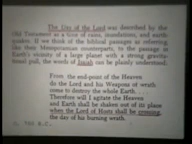 The Day of the Lord was described by the
Old Testament as a time of rains, inundations, and earth-
quakes. If we think of the biblical passages as referring,
like their Mesopotamian counterparts, to the passage in
Earth's vicinity of a large planet with a strong gravita-
tional pull, the words of Isaiah can be plainly understood.
From the end-point of the Heaven
do the Lord and his Weapons of wrath
come to destroy the whole Earth.
Therefore will I agitate the Heaven
and Earth shall be shaken out of its place
when the Lord of Hosts shall be crossing,
the day of his burning wrath.